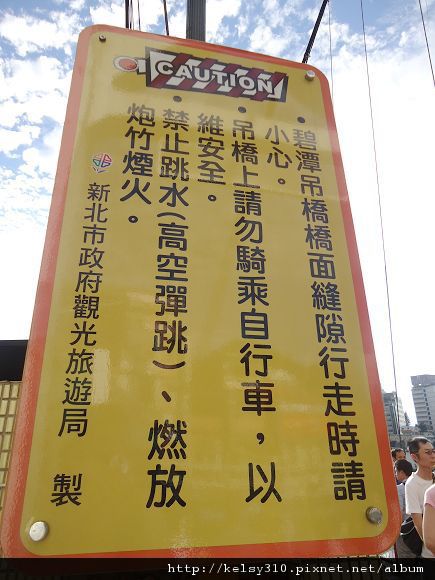 CAUTION
•碧潭吊橋橋面縫隙行走時請
小心。
•吊橋上請勿騎乘自行車，以
維安全。
•禁止跳水(高空彈跳)、燃放
炮竹煙火。
新北市政府觀光旅遊局 製
http://kelsy310.pixnet.net/album